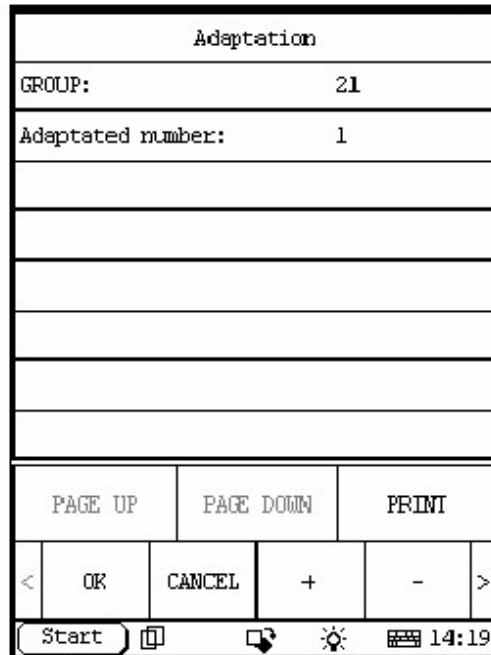 Adaptation
GROUP: 21
Adaptated number: 1
PAGE UP PAGE DOWN PRINT
< OK CANCEL + - >
Start 14:19